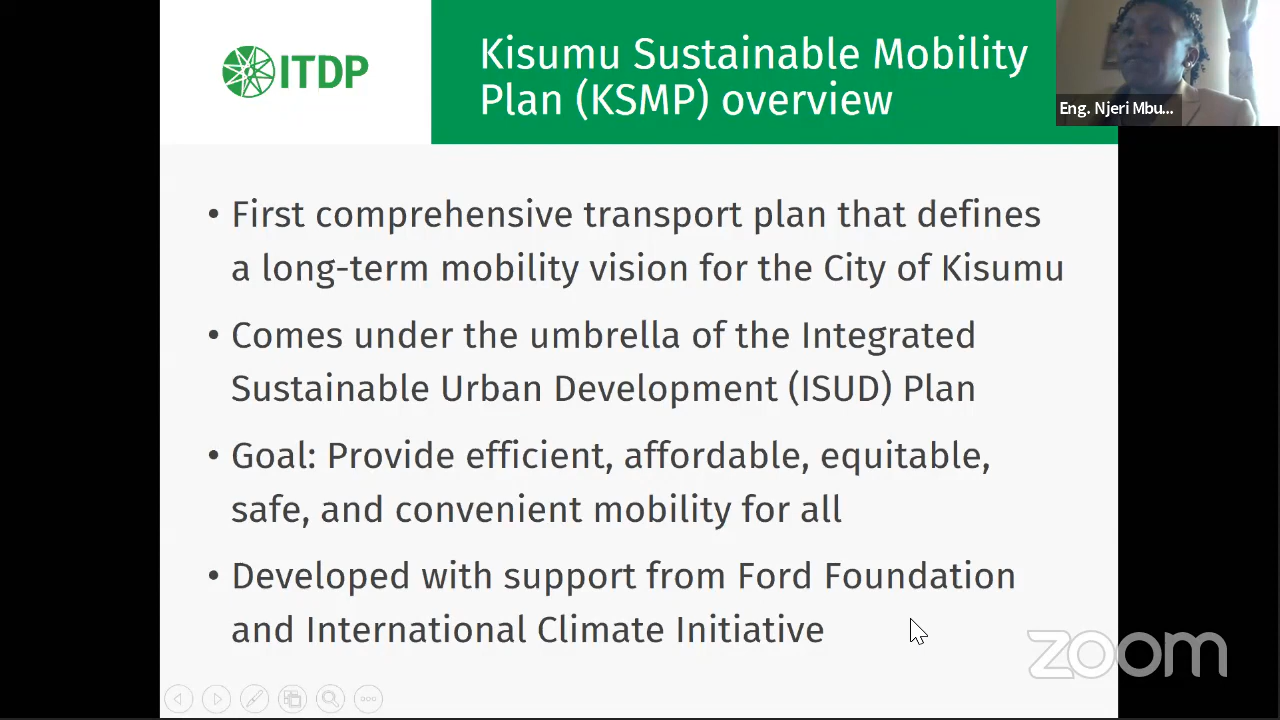 ITDP
Kisumu Sustainable Mobility
Plan (KSMP) overview
Eng. Njeri Mbu...
• First comprehensive transport plan that defines
a long-term mobility vision for the City of Kisumu
• Comes under the umbrella of the Integrated
Sustainable Urban Development (ISUD) Plan
• Goal: Provide efficient, affordable, equitable,
safe, and convenient mobility for all
• Developed with support from Ford Foundation
and International Climate Initiative
zoom